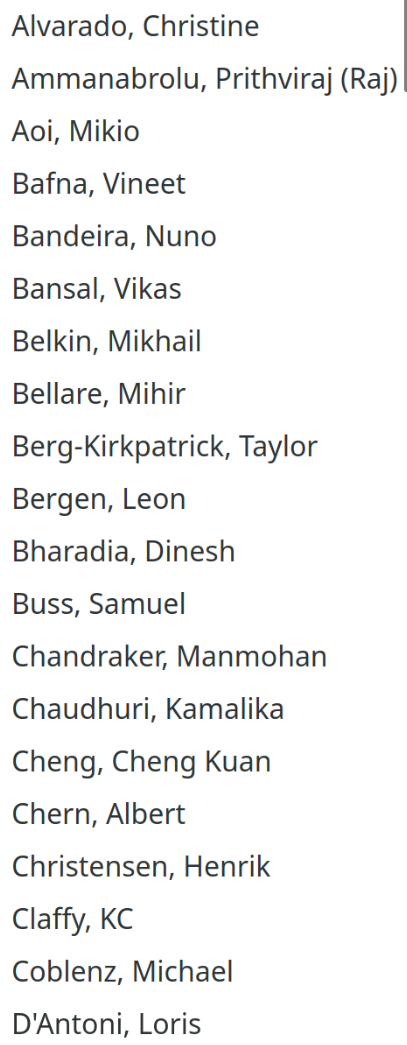 Alvarado, Christine
Ammanabrolu, Prithviraj (Raj)
Aoi, Mikio
Bafna, Vineet
Bandeira, Nuno
Bansal, Vikas
Belkin, Mikhail
Bellare, Mihir
Berg-Kirkpatrick, Taylor
Bergen, Leon
Bharadia, Dinesh
Buss, Samuel
Chandraker, Manmohan
Chaudhuri, Kamalika
Cheng, Cheng Kuan
Chern, Albert
Christensen, Henrik
Claffy, KC
Coblenz, Michael
D'Antoni, Loris